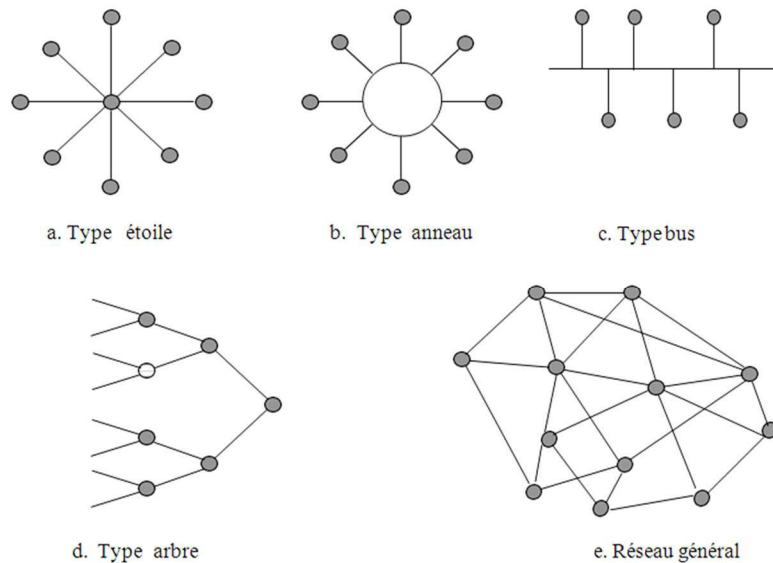 a. Type étoile
b. Type anneau
c. Type bus
d. Type arbre
e. Réseau général